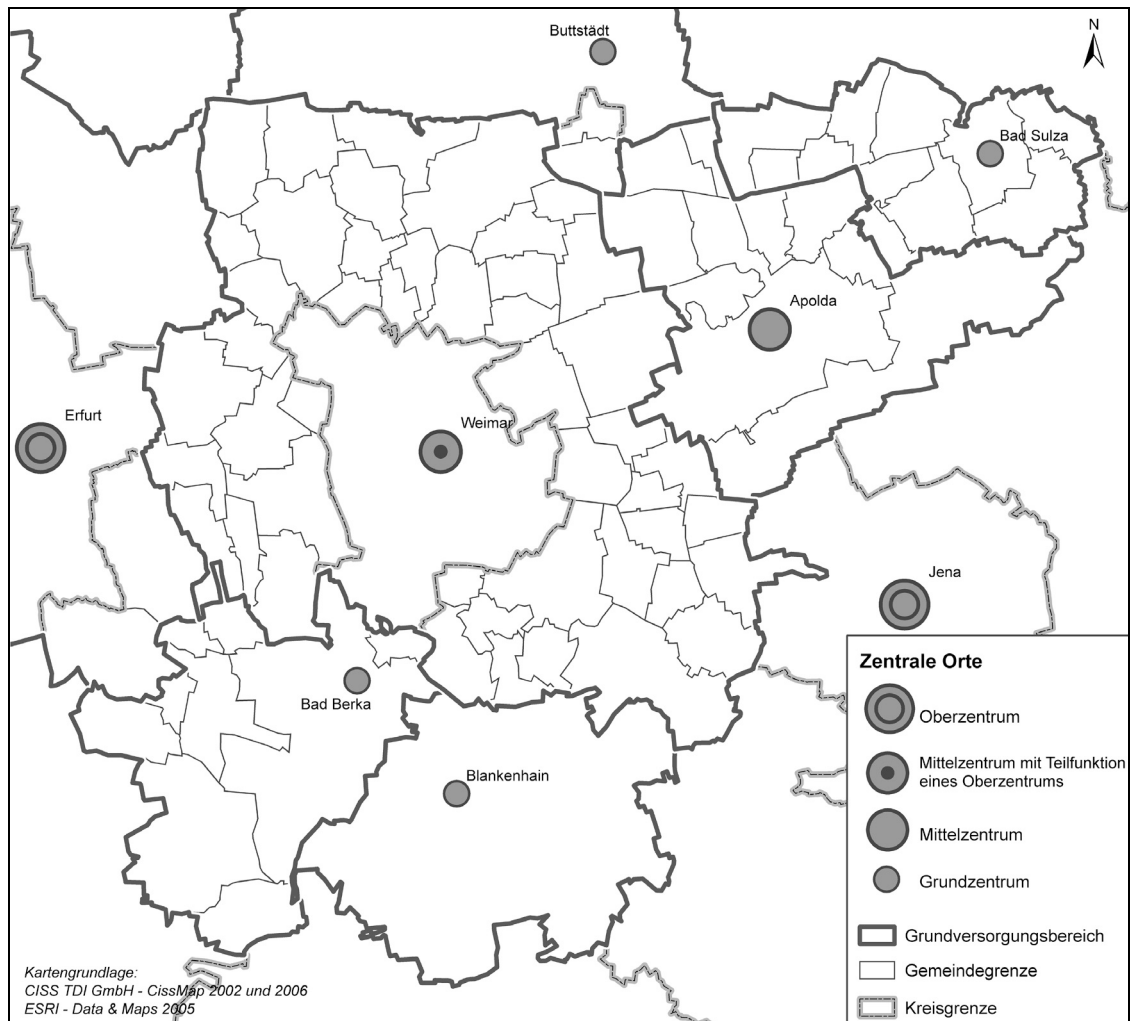 Buttstädt
N
Bad Sulza
Apolda
Erfurt
Weimar
Jena
Bad Berka
Blankenhain
Zentrale Orte
Oberzentrum
Mittelzentrum mit Teilfunktion
eines Oberzentrums
Mittelzentrum
Grundzentrum
Grundversorgungsbereich
Gemeindegrenze
Kreisgrenze
Kartengrundlage:
CISS TDI GmbH - CissMap 2002 und 2006
ESRI - Data & Maps 2005